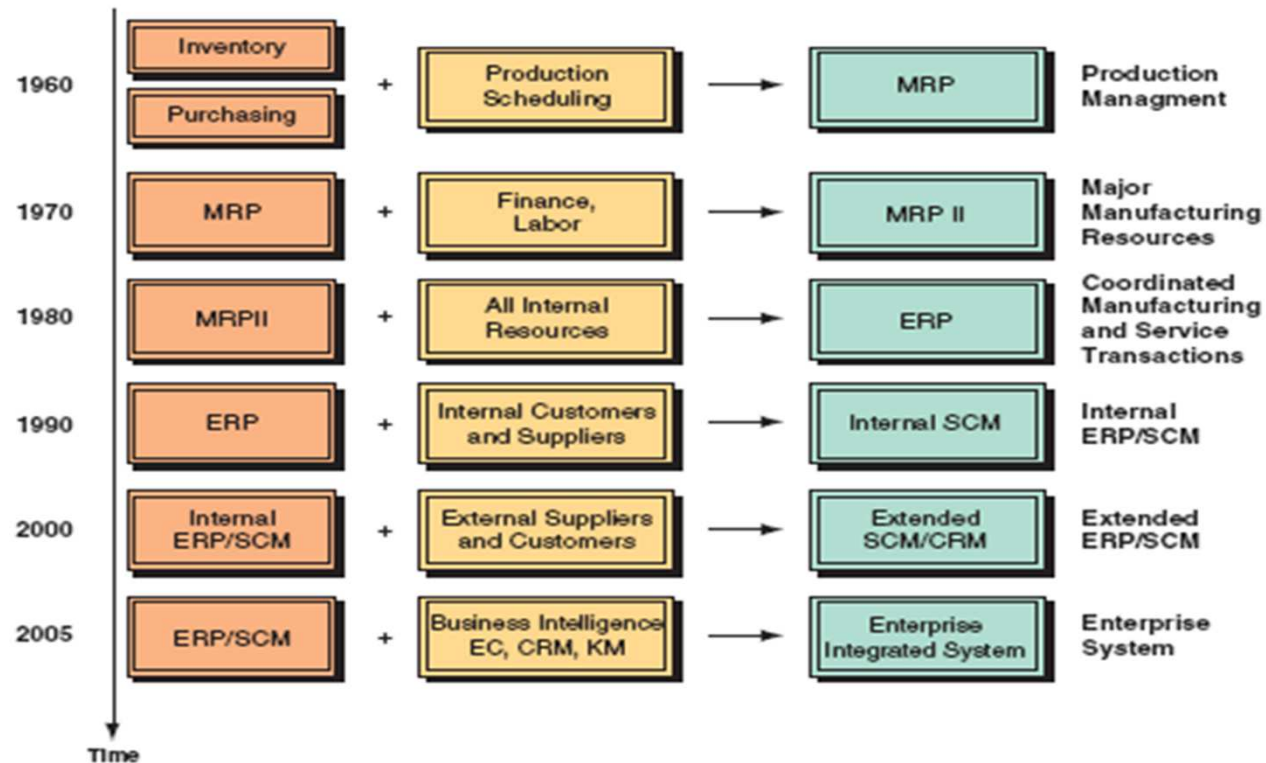 Inventory
1960
Purchasing
+
Production
Scheduling
MRP
Production
Managment
1970
MRP
+
Finance,
Labor
MRP II
Major
Manufacturing
Resources
1980
MRPII
+
All Internal
Resources
ERP
Coordinated
Manufacturing
and Service
Transactions
1990
ERP
+
Internal Customers
and Suppliers
Internal SCM
Internal
ERP/SCM
2000
Internal
ERP/SCM
+
External Suppliers
and Customers
Extended
SCM/CRM
Extended
ERP/SCM
2005
ERP/SCM
+
Business Intelligence
EC, CRM, KM
Enterprise
Integrated System
Enterprise
System
Time